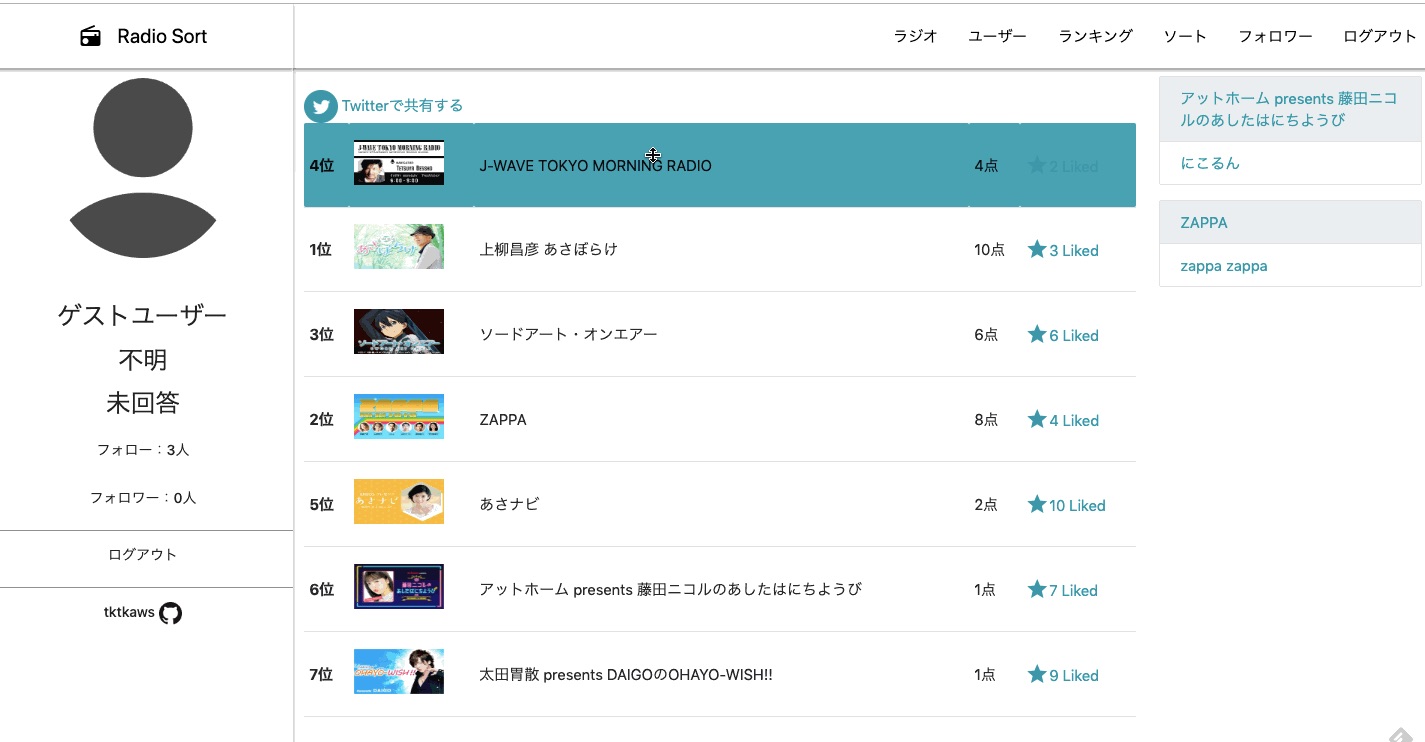 Radio Sort
ラジオ ユーザー ランキング ソート フォロワー ログアウト
ゲストユーザー
不明
未回答
フォロー：3人
フォロワー：0人
ログアウト
tktkaws
Twitterで共有する
4位 J-WAVE TOKYO MORNING RADIO J-WAVE TOKYO MORNING RADIO 4点 2 Liked
1位 上柳昌彦 あさぼらけ 10点 3 Liked
3位 ソードアート・オンエアー 6点 6 Liked
2位 ZAPPA 8点 4 Liked
5位 あさナビ あさナビ 2点 10 Liked
6位 アットホーム presents 藤田ニコルのあしたはにちようび 1点 7 Liked
7位 太田胃散 presents DAIGOのOHAYO-WISH!! 1点 9 Liked
アットホーム presents 藤田ニコ
ルのあしたはにちようび
にこるん
ZAPPA
zappa zappa